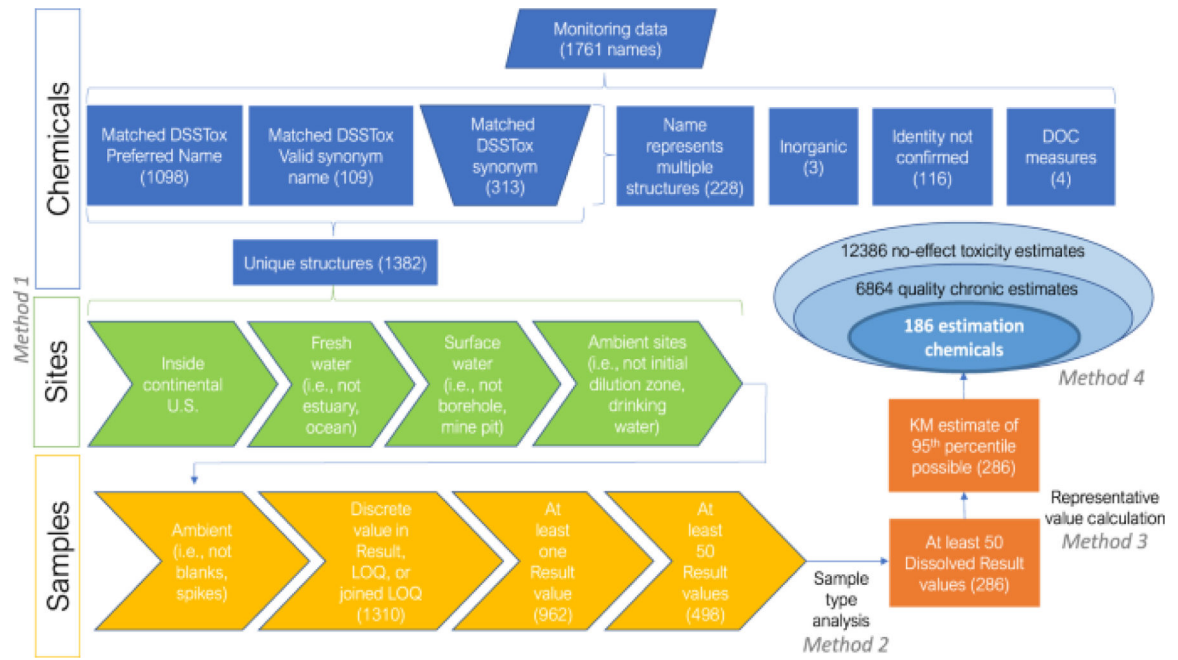 Chemicals
Method 1
Monitoring data
(1761 names)
Matched DSSTox
Preferred Name
(1098)
Matched DSSTox
Valid synonym
name (109)
Matched
DSSTox
synonym
(313)
Name
represents
multiple
structures (228)
Inorganic
(3)
Identity not
confirmed
(116)
DOC
measures
(4)
Unique structures (1382)
12386 no-effect toxicity estimates
6864 quality chronic estimates
186 estimation
chemicals
Method 4
Sites
Inside
continental
U.S.
Fresh
water
(i.e., not
estuary,
ocean)
Surface
water
(i.e., not
borehole,
mine pit)
Ambient sites
(i.e., not initial
dilution zone,
drinking
water)
KM estimate of
95th percentile
possible (286)
Representative
value calculation
Method 3
Samples
Ambient
(i.e., not
blanks,
spikes)
Discrete
value in
Result,
LOQ, or
joined LOQ
(1310)
At
least
one
Result
value
(962)
At
least
50
Result
values
(498)
Sample
type
analysis
Method 2
At least 50
Dissolved Result
values (286)